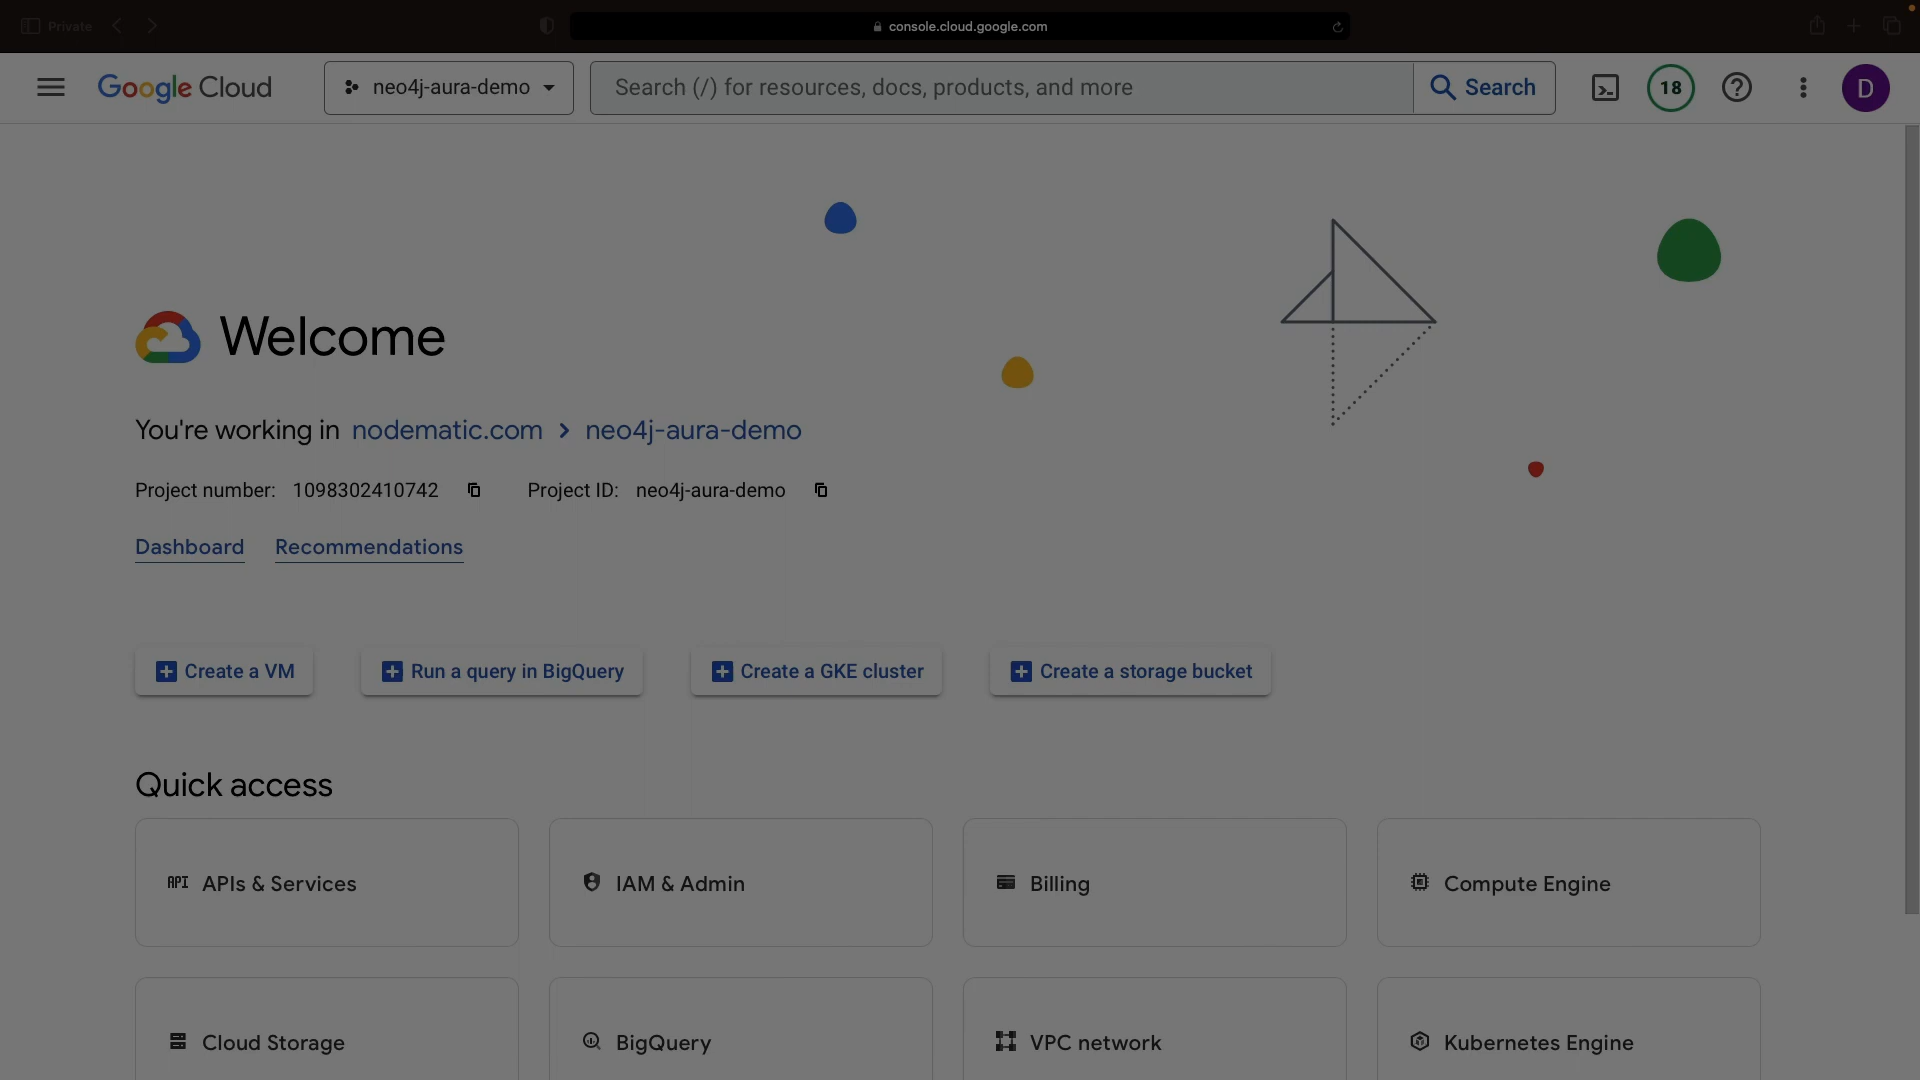 Private
console.cloud.google.com
Google Cloud
neo4j-aura-demo
Search (/) for resources, docs, products, and more
Search
18
D
Welcome
You're working in nodematic.com > neo4j-aura-demo
Project number: 1098302410742 Project ID: neo4j-aura-demo
Dashboard Recommendations
Create a VM
Run a query in BigQuery
Create a GKE cluster
Create a storage bucket
Quick access
API APIs & Services
IAM & Admin
Billing
Compute Engine
Cloud Storage
BigQuery
VPC network
Kubernetes Engine